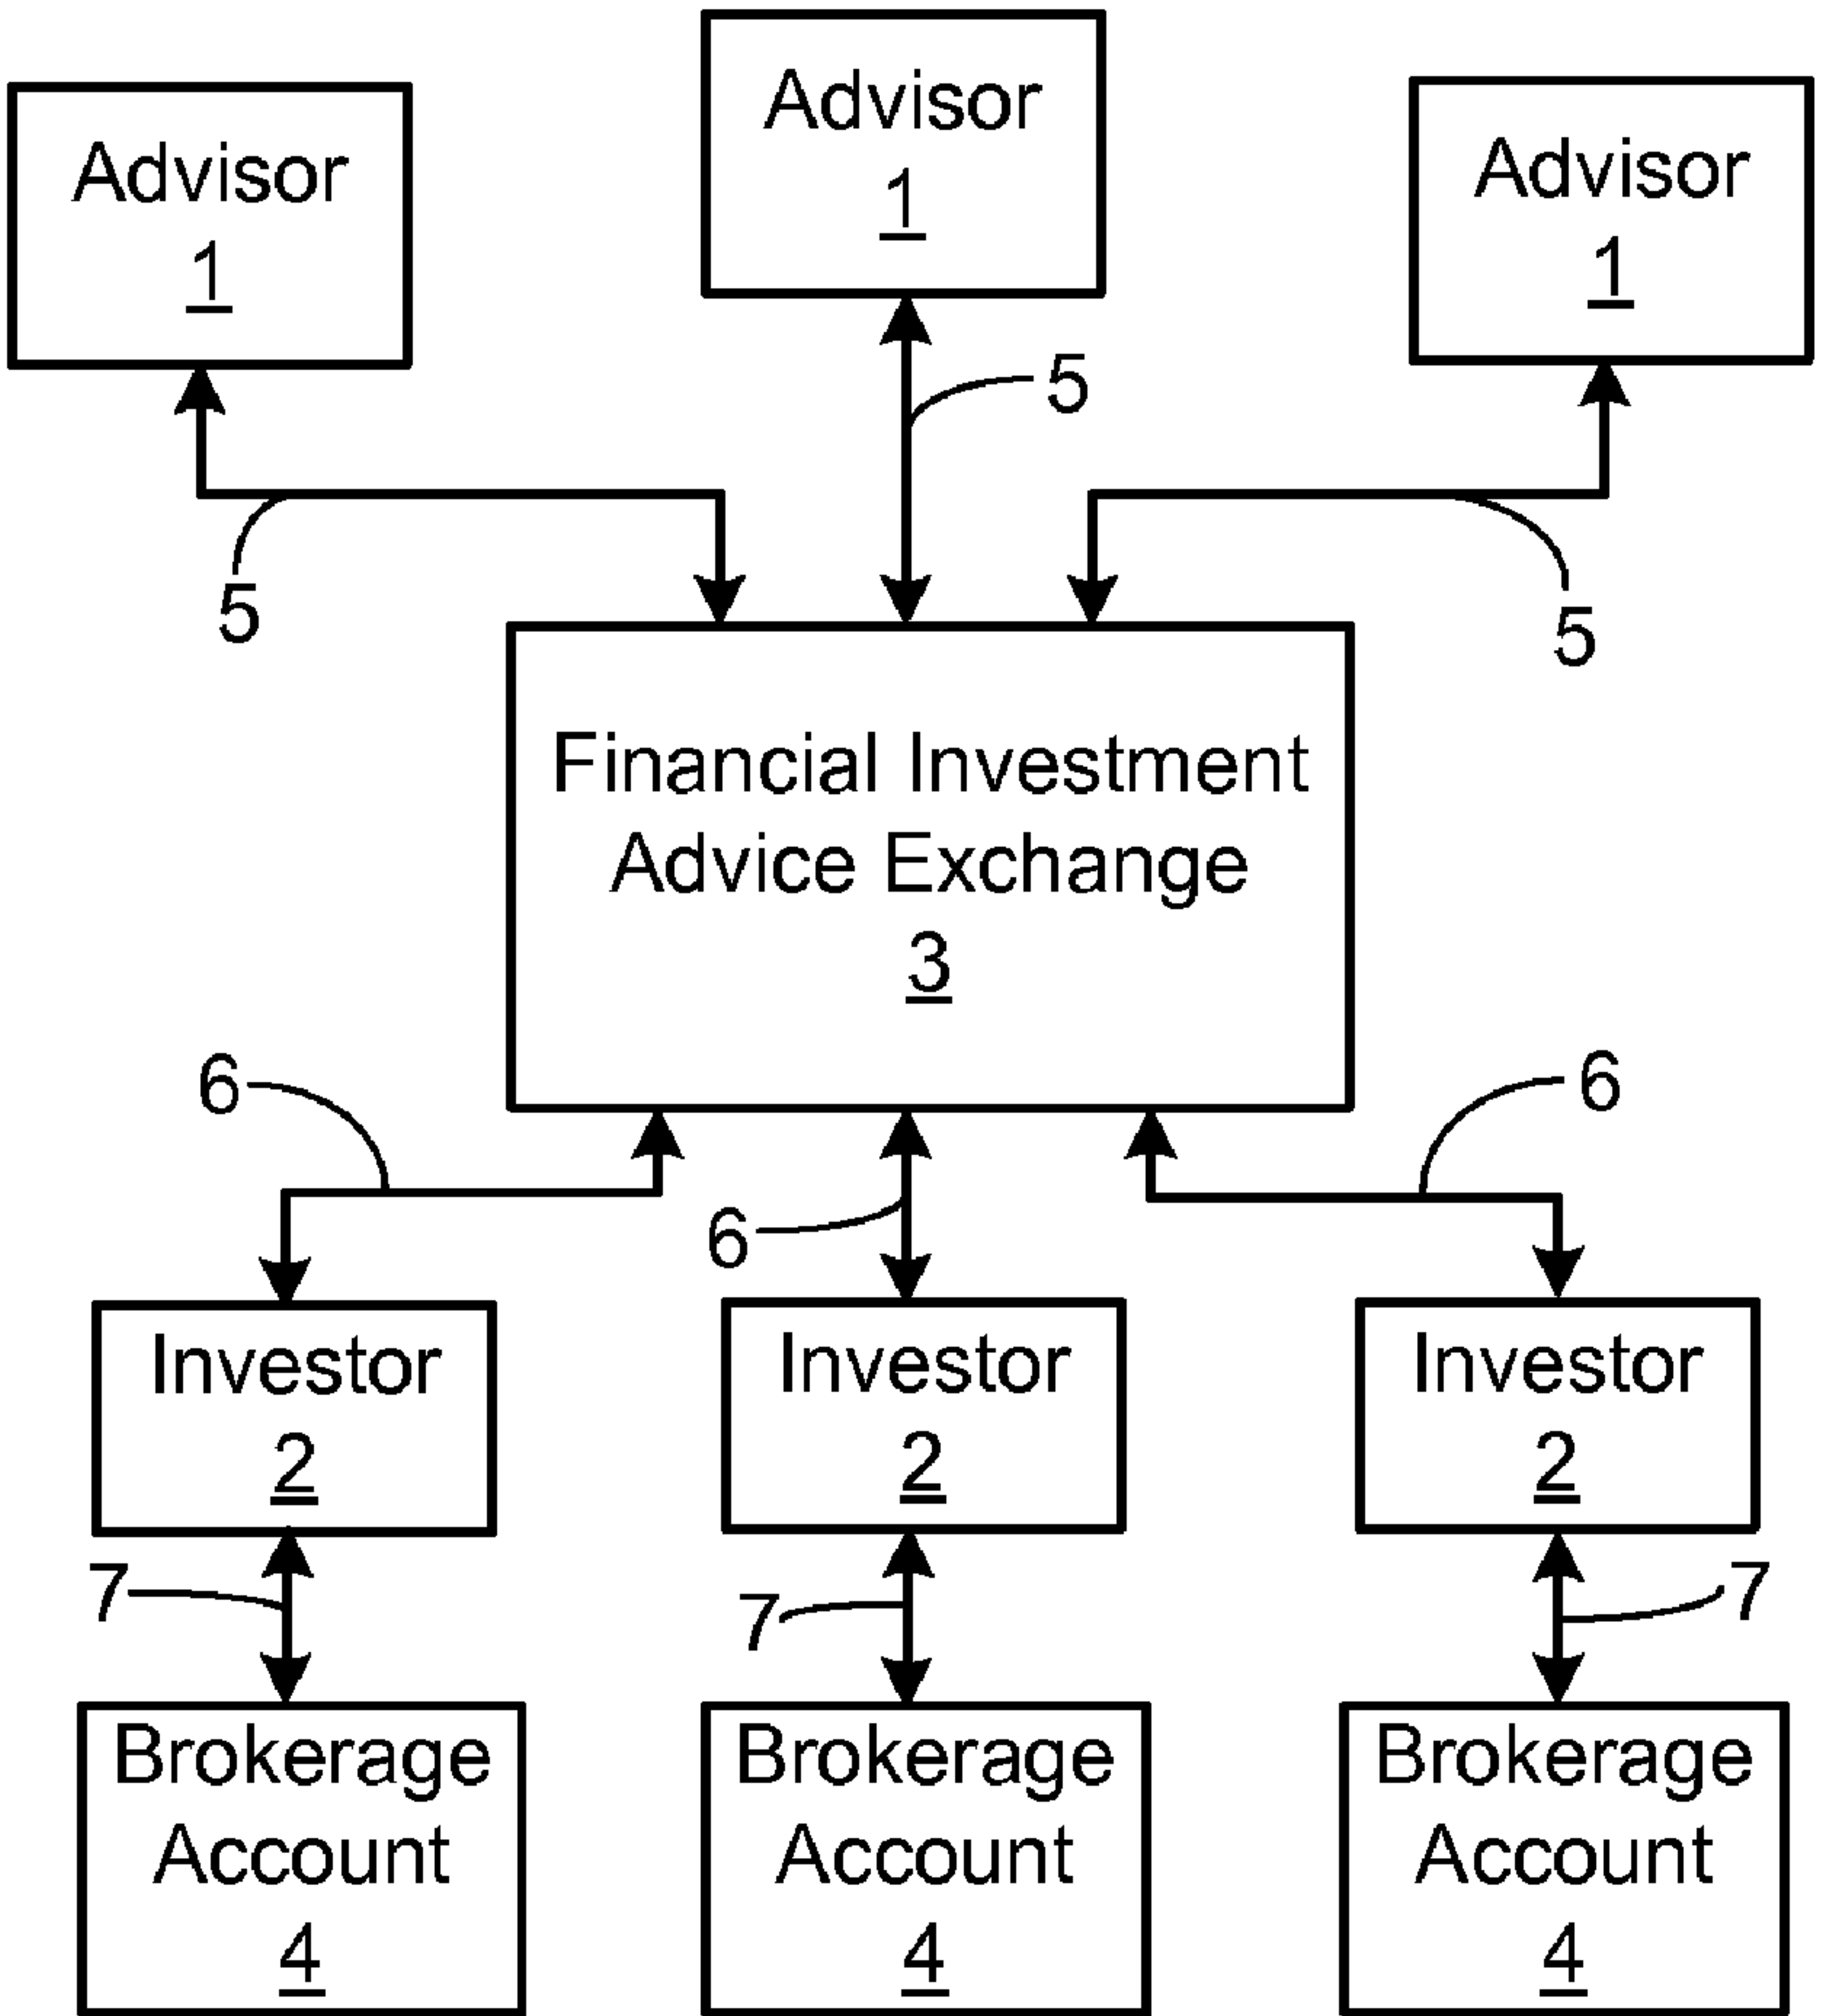 Advisor
1
Advisor
1
Advisor
1
5
5
5
Financial Investment
Advice Exchange
3
6
6
6
Investor
2
Investor
2
Investor
2
7
7
7
Brokerage
Account
4
Brokerage
Account
4
Brokerage
Account
4